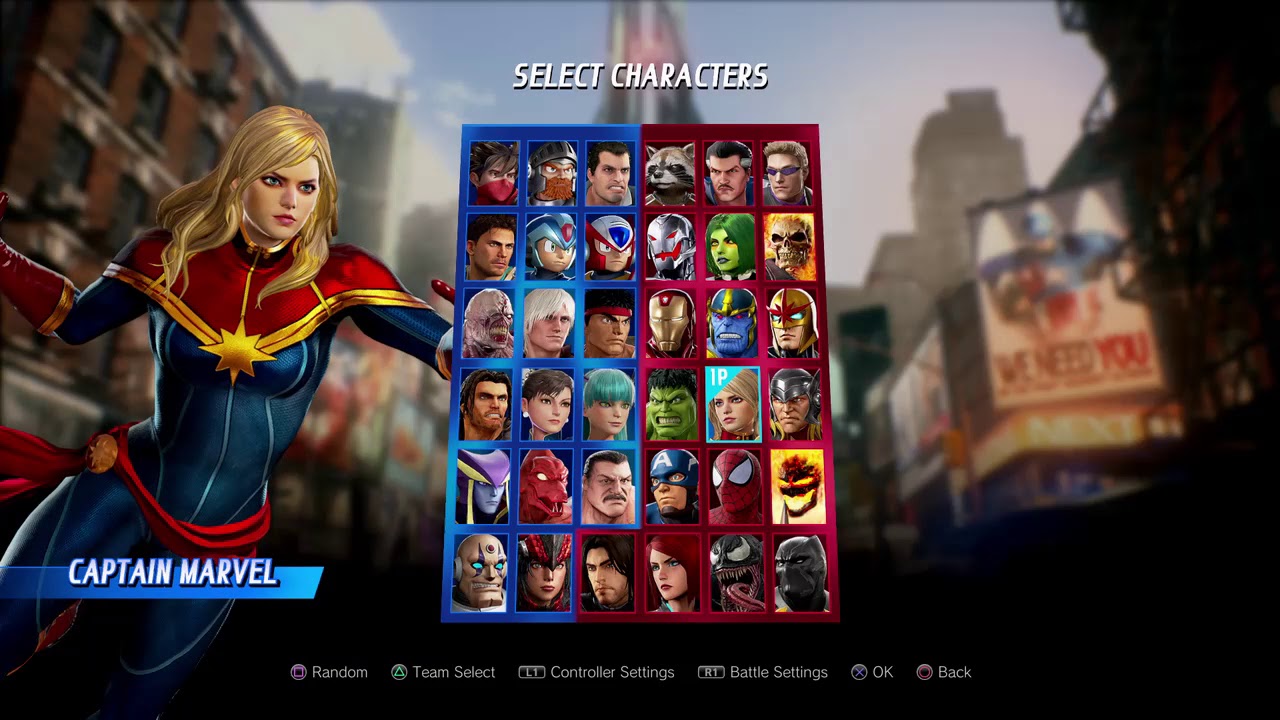 SELECT CHARACTERS
WE NEED YOU
NEXT
1P
A
CAPTAIN MARVEL
Random
Team Select
L1 Controller Settings
R1 Battle Settings
OK
Back